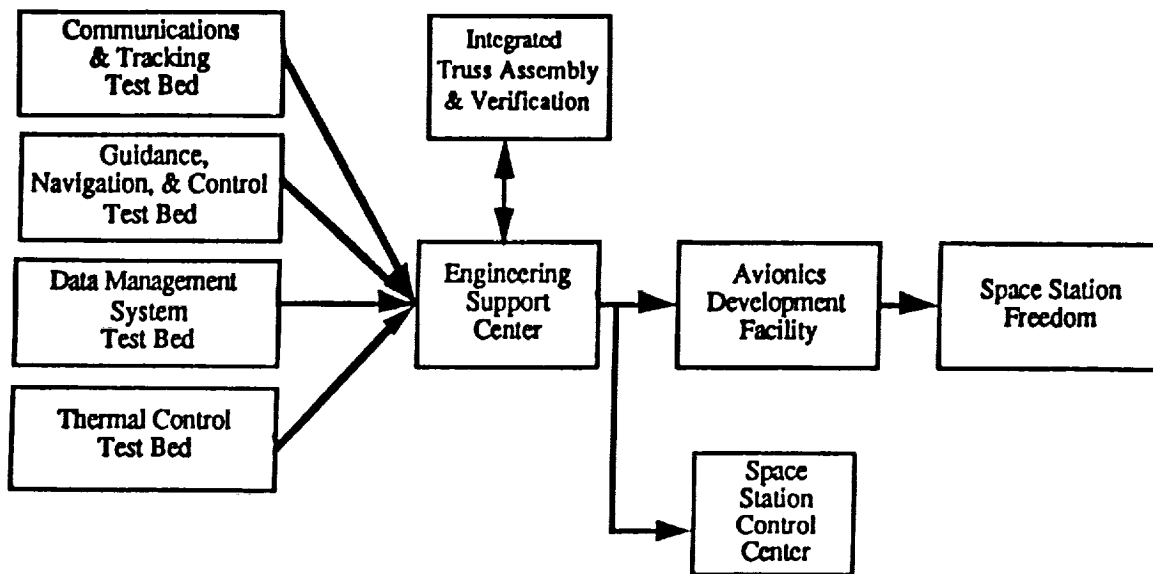 Communications
& Tracking
Test Bed
Integrated
Truss Assembly
& Verification
Guidance,
Navigation, & Control
Test Bed
Data Management
System
Test Bed
Engineering
Support
Center
Avionics
Development
Facility
Space Station
Freedom
Thermal Control
Test Bed
Space
Station
Control
Center